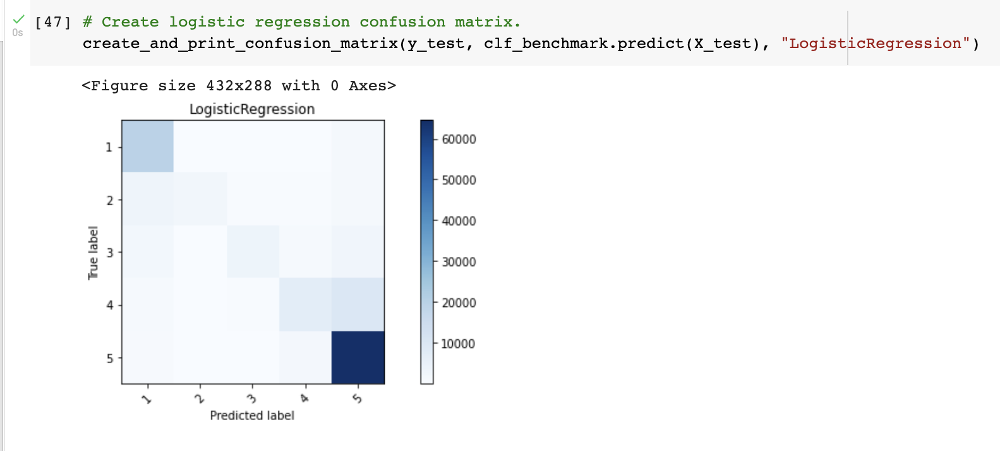 [47] # Create logistic regression confusion matrix.
0s
create_and_print_confusion_matrix(y_test, clf_benchmark.predict(X_test), "LogisticRegression")
<Figure size 432x288 with 0 Axes>
LogisticRegression
1
2
3
4
5
True label
1 2 3 4 5
Predicted label
60000
50000
40000
30000
20000
10000